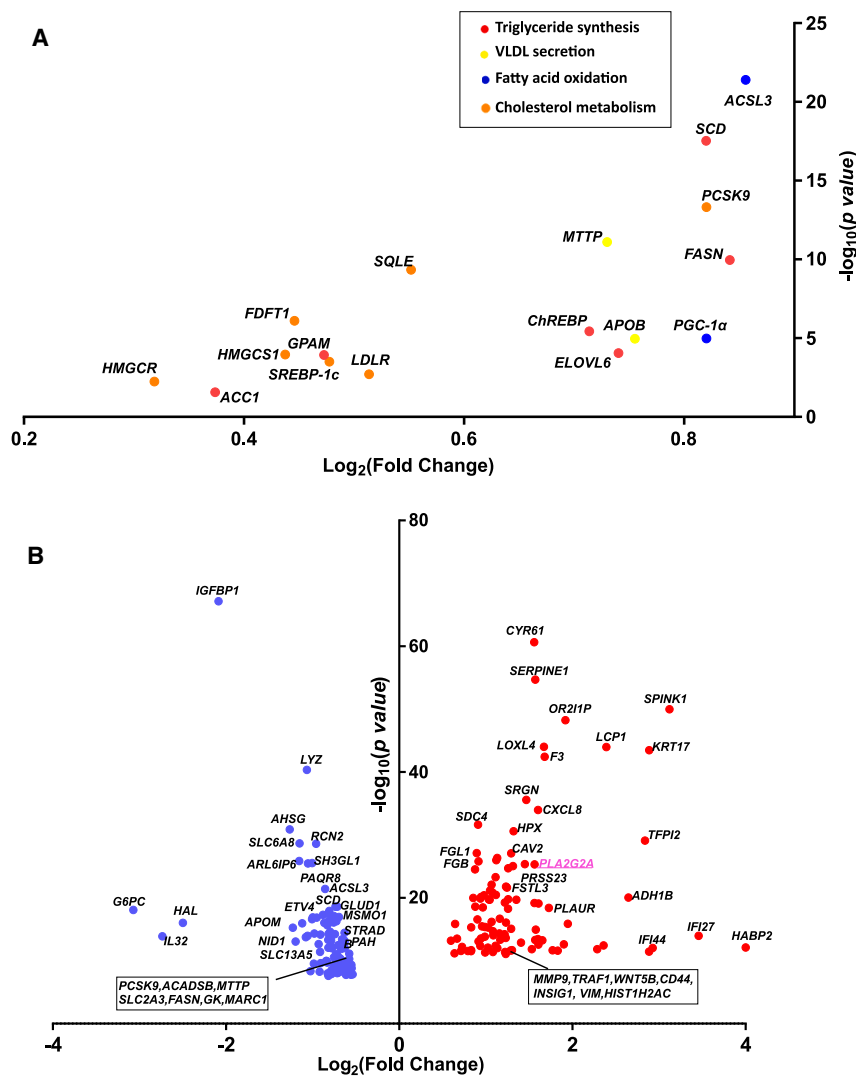 A
Triglyceride synthesis
VLDL secretion
Fatty acid oxidation
Cholesterol metabolism
25
20
15
10
5
0
-log10(p value)
ACSL3
SCD
PCSK9
MTTP
FASN
SQLE
FDFT1
ChREBP
APOB
PGC-1α
HMGCS1
GPAM
LDLR
ELOVL6
HMGCR
SREBP-1c
ACC1
0.2
0.4
0.6
0.8
Log2(Fold Change)
B
80
60
40
20
-log10(p value)
IGFBP1
CYR61
SERPINE1
SPINK1
OR2I1P
LOXL4
LCP1
KRT17
F3
LYZ
SRGN
CXCL8
SDC4
HPX
TFPI2
AHSG
SLC6A8
RCN2
FGL1
CAV2
ARL6IP6
SH3GL1
FGB
PLA2G2A
PAQR8
PRSS23
ACSL3
FSTL3
ADH1B
G6PC
SCD
GLUD1
HAL
ETV4
MSMO1
PLAUR
APOM
STRAD
B
IL32
NID1
PAH
IFI44
IFI27
HABP2
SLC13A5
PCSK9,ACADSB,MTTP
SLC2A3,FASN,GK,MARC1
MMP9,TRAF1,WNT5B,CD44,
INSIG1, VIM,HIST1H2AC
-4
-2
0
2
4
Log2(Fold Change)